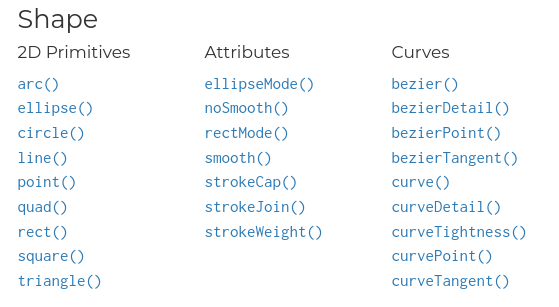 Shape
2D Primitives
arc()
ellipse()
circle()
line()
point()
quad()
rect()
square()
triangle()
Attributes
ellipseMode()
noSmooth()
rectMode()
smooth()
strokeCap()
strokeJoin()
strokeWeight()
Curves
bezier()
bezierDetail()
bezierPoint()
bezierTangent()
curve()
curveDetail()
curveTightness()
curvePoint()
curveTangent()